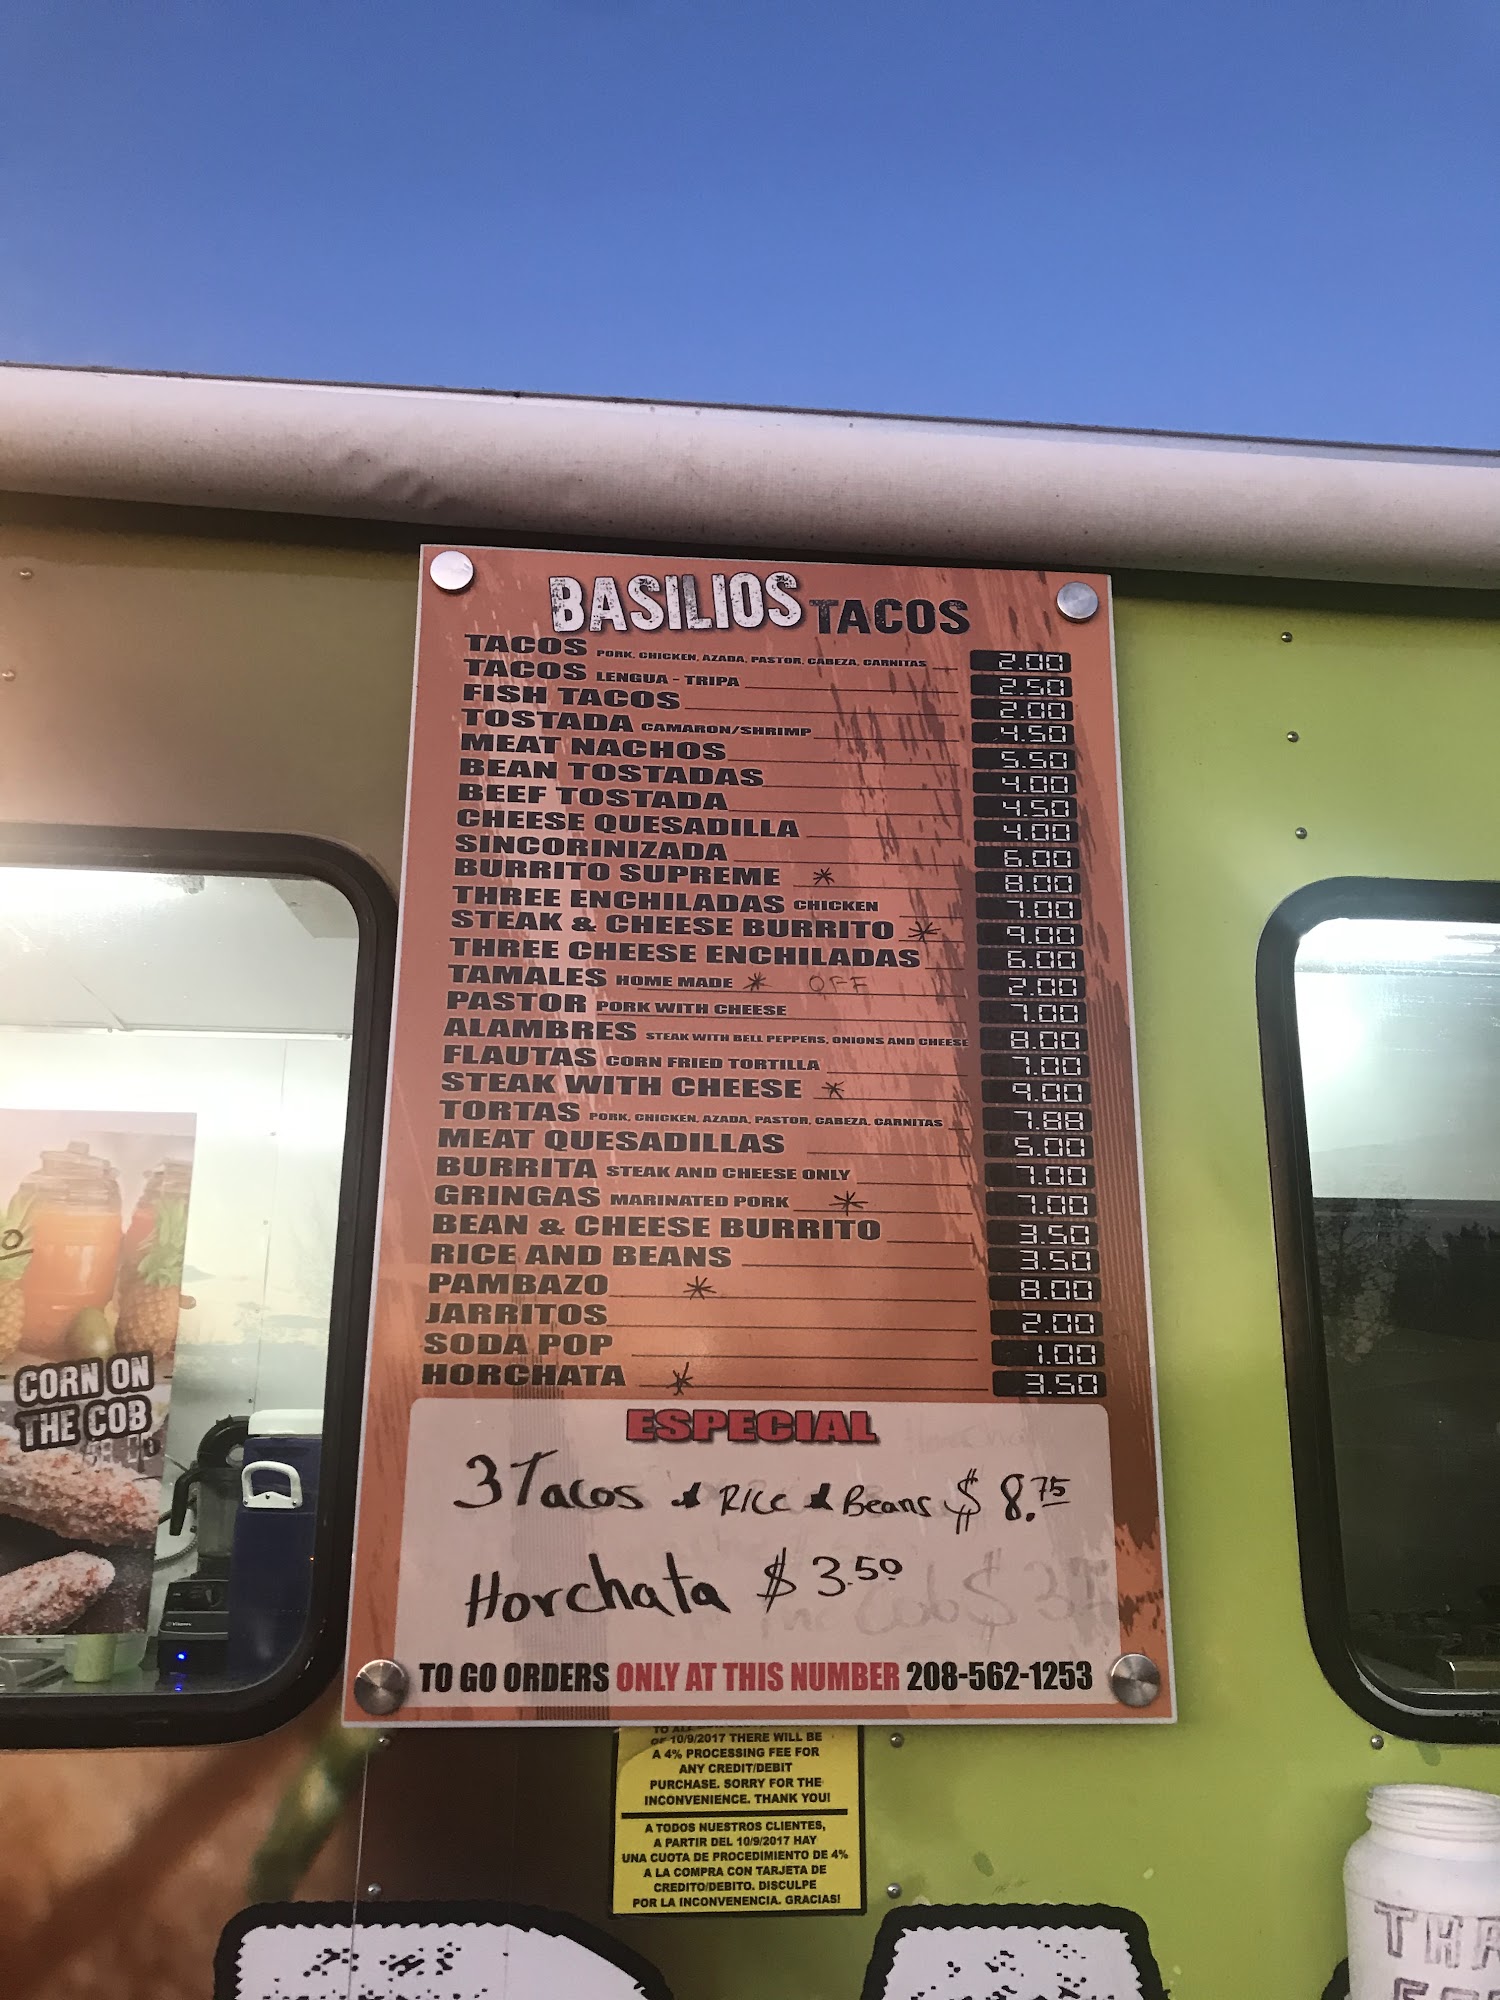 BASILIOS TACOS
TACOS PORK, CHICKEN, AZADA, PASTOR, CABEZA, CARNITAS 2.00
TACOS LENGUA - TRIPA 2.50
FISH TACOS 2.00
TOSTADA CAMARON/SHRIMP 4.50
MEAT NACHOS 5.50
BEAN TOSTADAS 4.00
BEEF TOSTADA 4.50
CHEESE QUESADILLA 4.00
SINCORINIZADA 6.00
BURRITO SUPREME * 8.00
THREE ENCHILADAS CHICKEN 7.00
STEAK & CHEESE BURRITO * 9.00
THREE CHEESE ENCHILADAS 6.00
TAMALES HOME MADE * OFF 2.00
PASTOR PORK WITH CHEESE 7.00
ALAMBRES STEAK WITH BELL PEPPERS, ONIONS AND CHEESE 8.00
FLAUTAS CORN FRIED TORTILLA 7.00
STEAK WITH CHEESE * 9.00
TORTAS PORK, CHICKEN, AZADA, PASTOR, CABEZA, CARNITAS 7.88
MEAT QUESADILLAS 5.00
BURRITA STEAK AND CHEESE ONLY 7.00
GRINGAS MARINATED PORK * 7.00
BEAN & CHEESE BURRITO 3.50
RICE AND BEANS 3.50
PAMBAZO * 8.00
JARRITOS 2.00
SODA POP 1.00
HORCHATA * 3.50
ESPECIAL
3 Tacos & RICE & Beans $ 8.75
Horchata $ 3.50
TO GO ORDERS ONLY AT THIS NUMBER 208-562-1253
CORN ON
THE COB
OF 10/9/2017 THERE WILL BE
A 4% PROCESSING FEE FOR
ANY CREDIT/DEBIT
PURCHASE. SORRY FOR THE
INCONVENIENCE. THANK YOU!
A TODOS NUESTROS CLIENTES,
A PARTIR DEL 10/9/2017 HAY
UNA CUOTA DE PROCEDIMIENTO DE 4%
A LA COMPRA CON TARJETA DE
CREDITO/DEBITO. DISCULPE
POR LA INCONVENENCIA. GRACIAS!